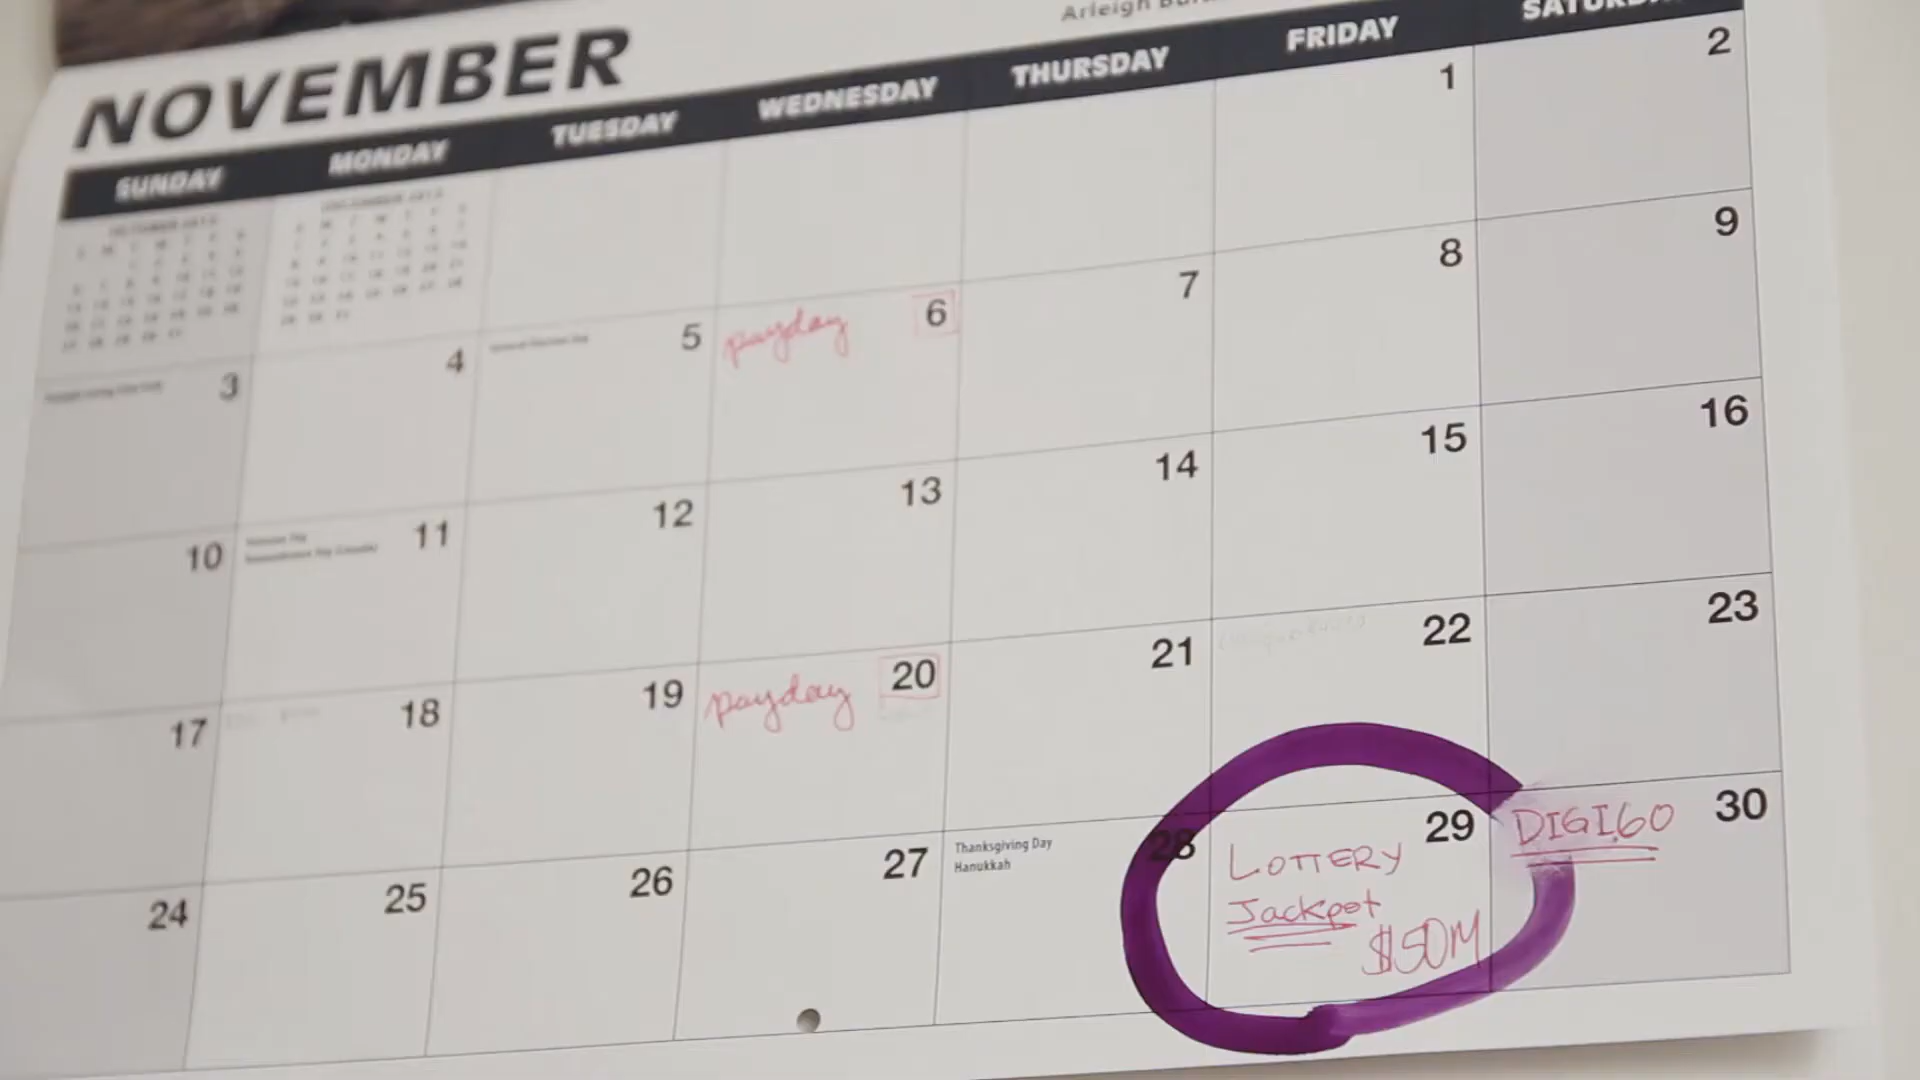 Arleigh
NOVEMBER
SUNDAY MONDAY TUESDAY WEDNESDAY THURSDAY FRIDAY
1 2
3 4 5 payday 6 7 8 9
10 11 12 13 14 15 16
17 18 19 payday 20 21 22 23
24 25 26 27
Thanksgiving Day
Hanukkah
28
29
LOTTERY
Jackpot
$50M
DIGI60 30